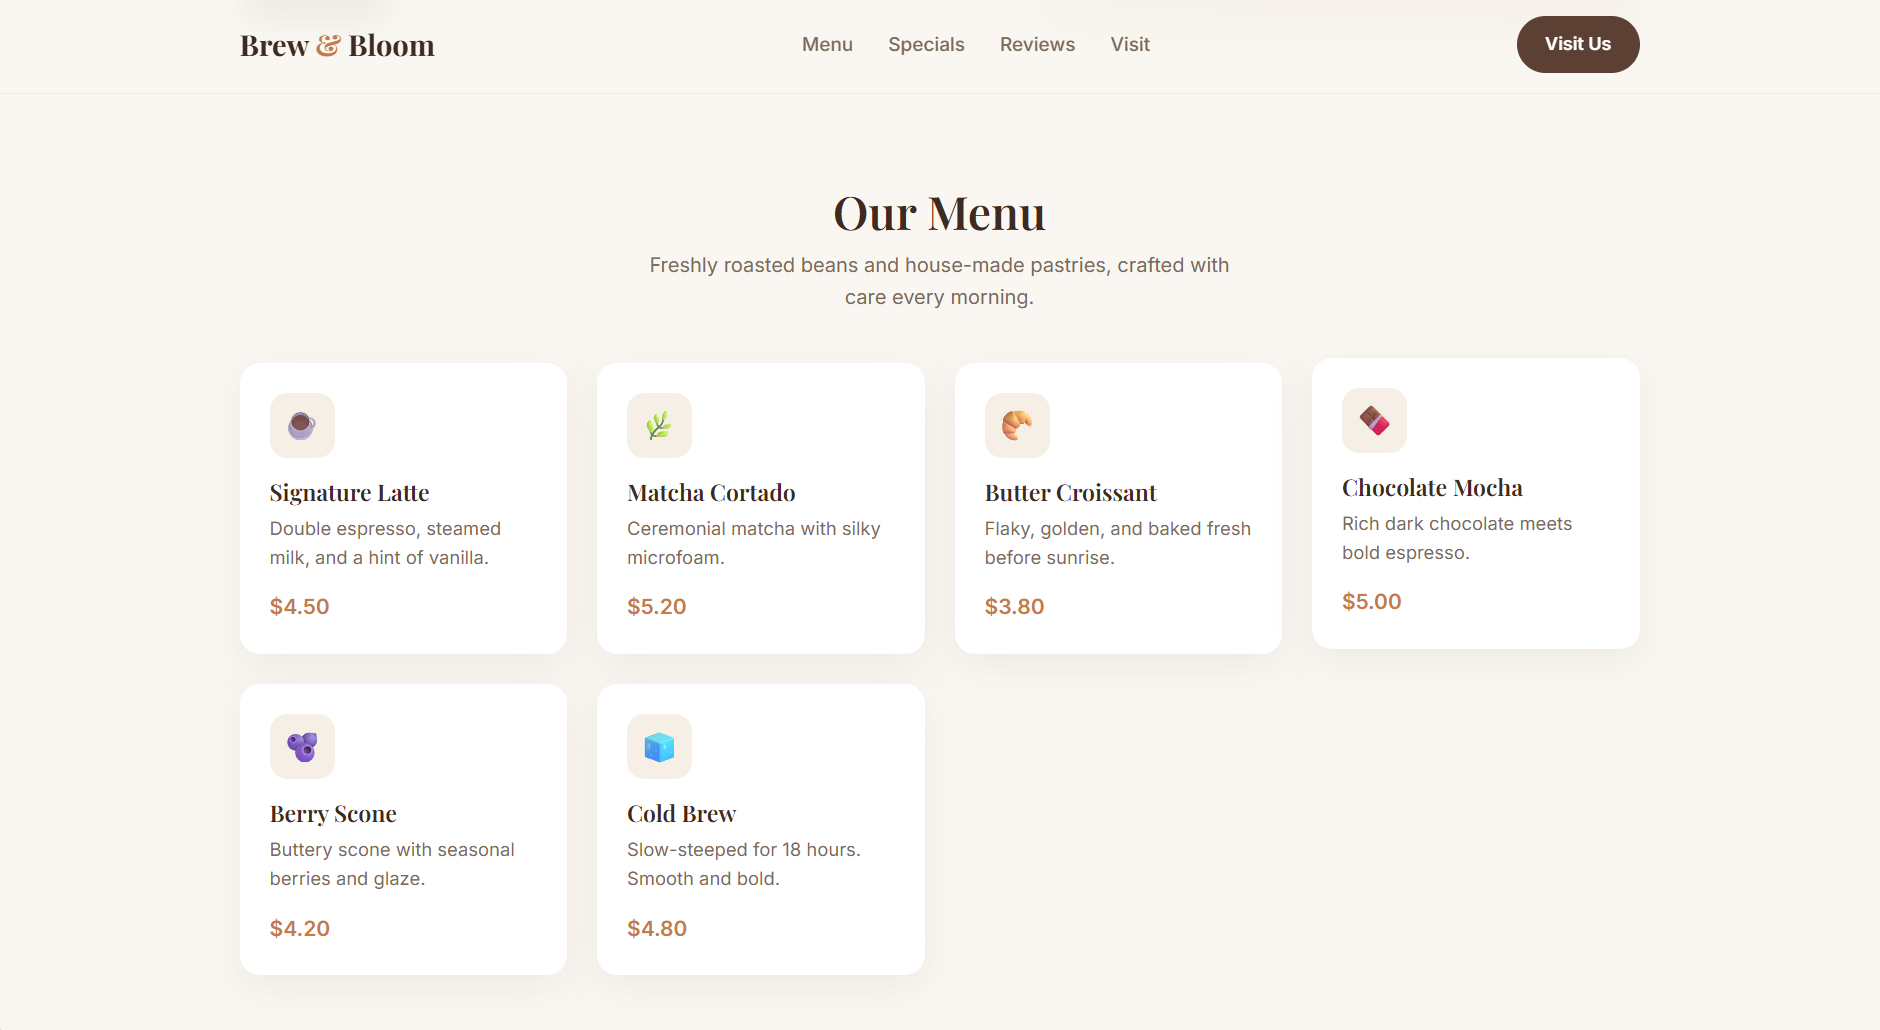 Brew & Bloom
Menu
Specials
Reviews
Visit
Visit Us
Our Menu
Freshly roasted beans and house-made pastries, crafted with
care every morning.
Signature Latte
Double espresso, steamed
milk, and a hint of vanilla.
$4.50
Matcha Cortado
Ceremonial matcha with silky
microfoam.
$5.20
Butter Croissant
Flaky, golden, and baked fresh
before sunrise.
$3.80
Chocolate Mocha
Rich dark chocolate meets
bold espresso.
$5.00
Berry Scone
Buttery scone with seasonal
berries and glaze.
$4.20
Cold Brew
Slow-steeped for 18 hours.
Smooth and bold.
$4.80